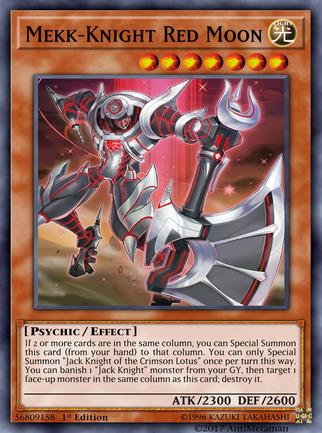 MEKK-KNIGHT RED MOON
LIGHT
光
[PSYCHIC / EFFECT]
If 2 or more cards are in the same column, you can Special Summon
this card (from your hand) to that column. You can only Special
Summon "Jack Knight of the Crimson Lotus" once per turn this way.
You can banish 1 "Jack Knight" monster from your GY, then target 1
face-up monster in the same column as this card; destroy it.
ATK/2300 DEF/2600
56809158 1st Edition
©1996 KAZUKI TAKAHASHI
©2017 AntiMetaman